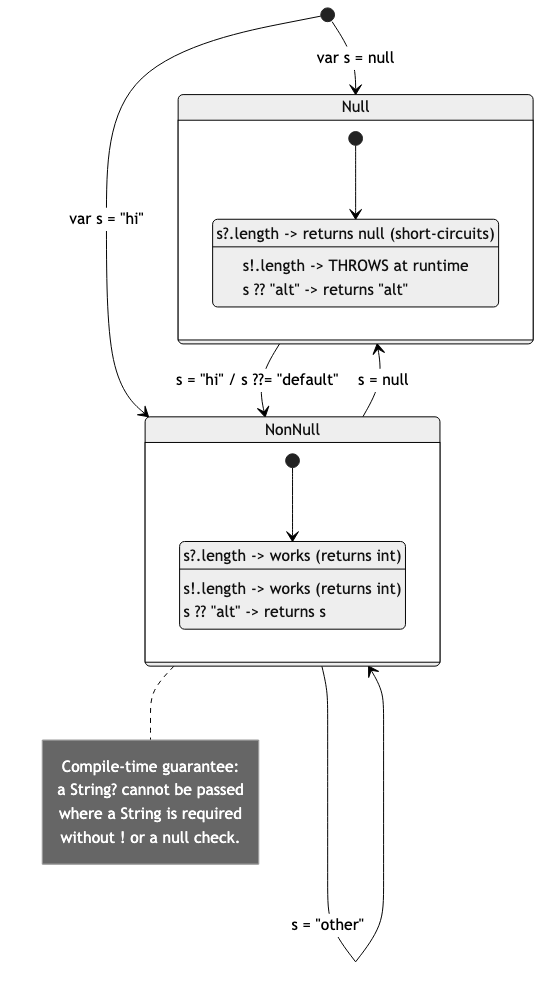 var s = null
Null
var s = "hi"
s?.length -> returns null (short-circuits)
s!.length -> THROWS at runtime
s ?? "alt" -> returns "alt"
s = "hi" / s ??= "default"
s = null
NonNull
s?.length -> works (returns int)
s!.length -> works (returns int)
s ?? "alt" -> returns s
Compile-time guarantee:
a String? cannot be passed
where a String is required
without ! or a null check.
s = "other"